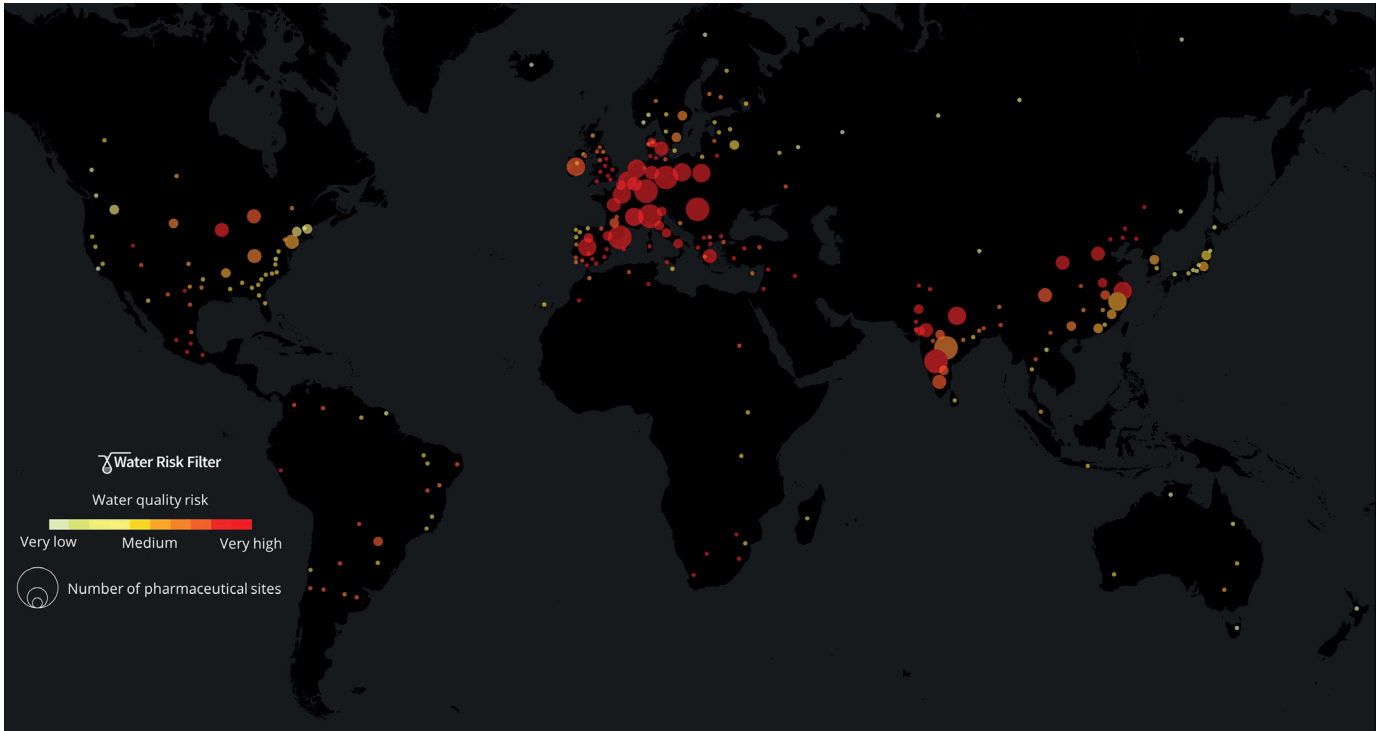 Water Risk Filter
Water quality risk
Very low Medium Very high
Number of pharmaceutical sites